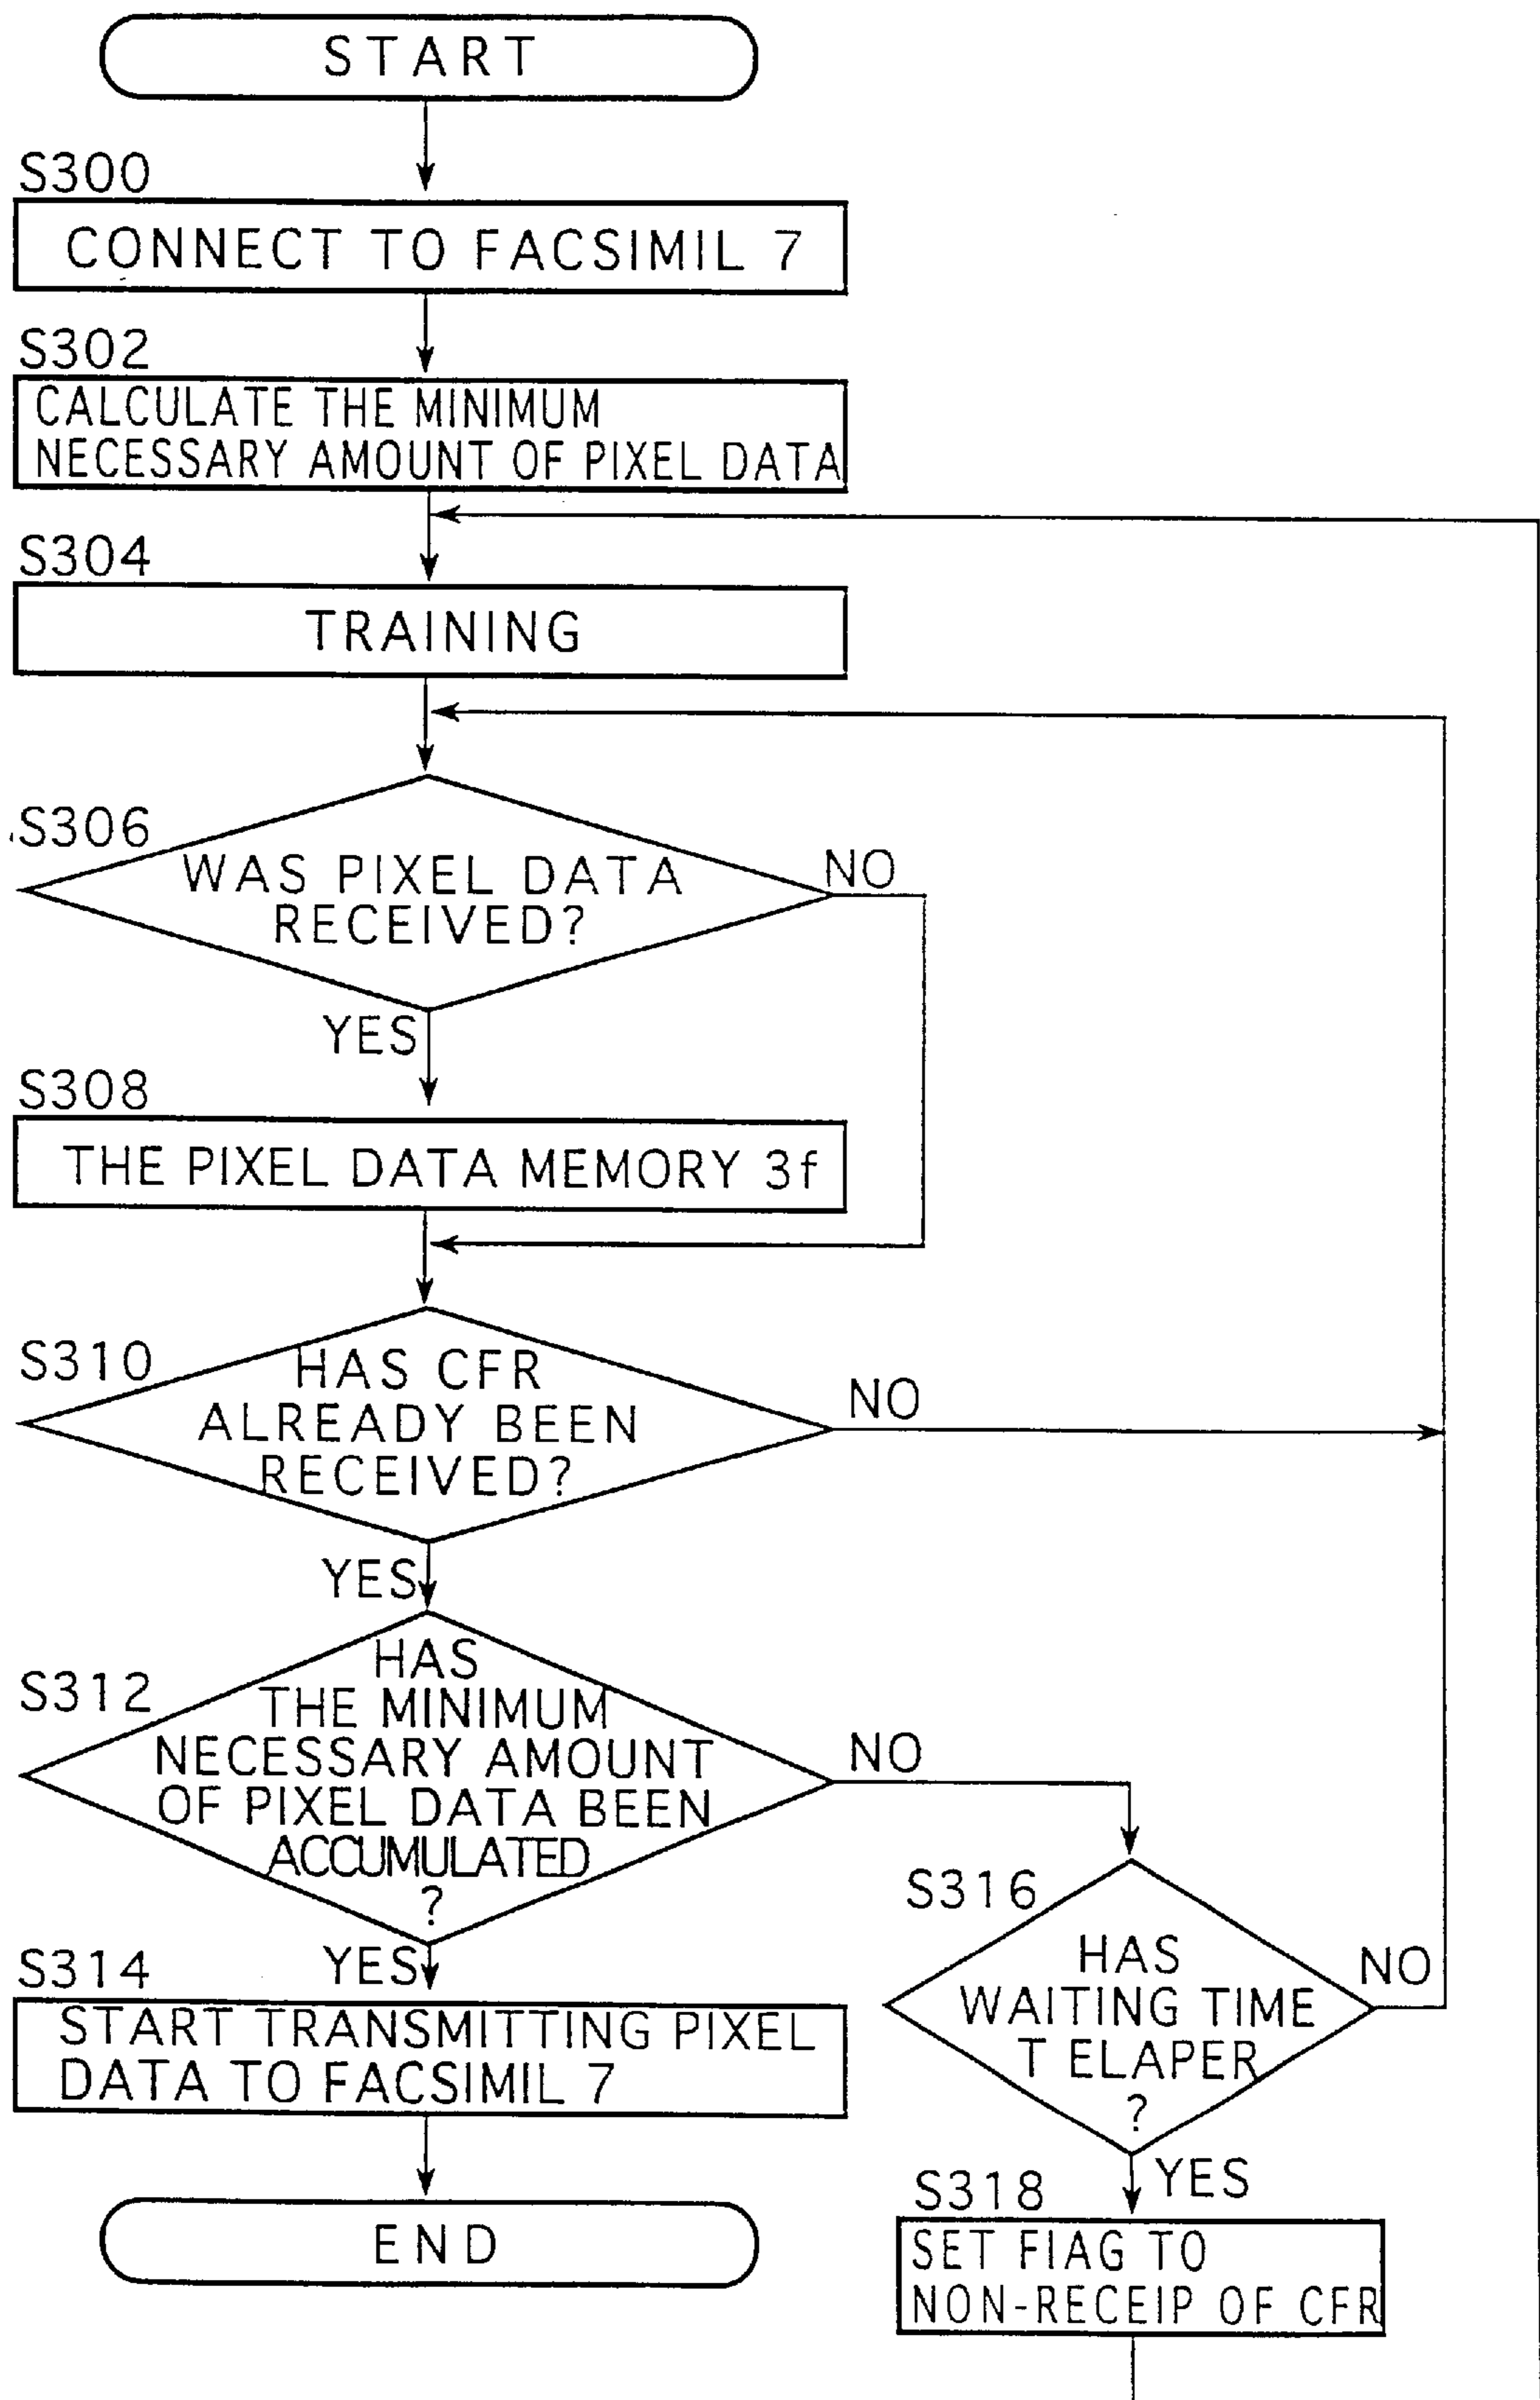 START
S300
CONNECT TO FACSIMIL 7
S302
CALCULATE THE MINIMUM
NECESSARY AMOUNT OF PIXEL DATA
S304
TRAINING
S306
WAS PIXEL DATA
RECEIVED?
NO
YES
S308
THE PIXEL DATA MEMORY 3f
S310
HAS CFR
ALREADY BEEN
RECEIVED?
NO
YES
S312
HAS
THE MINIMUM
NECESSARY AMOUNT
OF PIXEL DATA BEEN
ACCUMULATED
?
NO
YES
S314
START TRANSMITTING PIXEL
DATA TO FACSIMIL 7
END
S316
HAS
WAITING TIME
T ELAPER
?
NO
YES
S318
SET FIAG TO
NON-RECEIP OF CFR